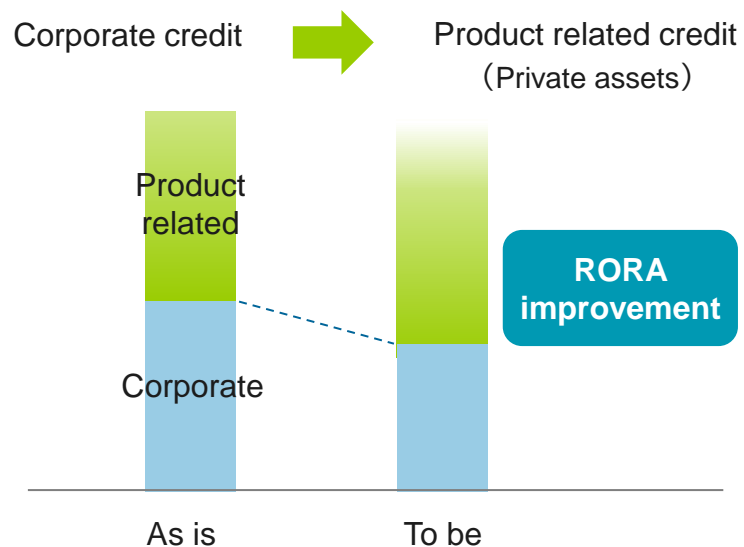 Corporate credit
Product related credit
（Private assets）
Product
related
RORA
improvement
Corporate
As is
To be